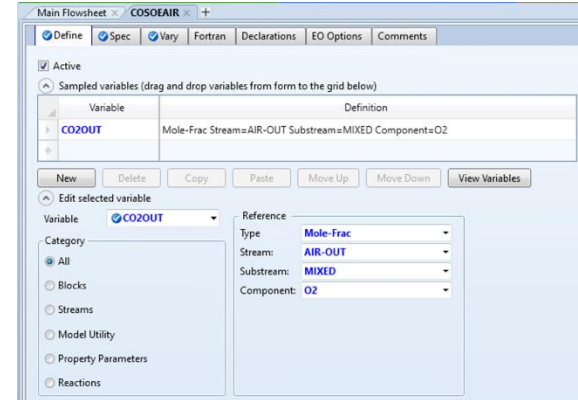 Main Flowsheet × COSOEAIR × +
Define Spec Vary Fortran Declarations EO Options Comments
Active
Sampled variables (drag and drop variables from form to the grid below)
Variable Definition
CO2OUT Mole-Frac Stream=AIR-OUT Substream=MIXED Component=O2
New Delete Copy Paste Move Up Move Down View Variables
Edit selected variable
Variable CO2OUT
Category
All
Blocks
Streams
Model Utility
Property Parameters
Reactions
Reference
Type Mole-Frac
Stream: AIR-OUT
Substream: MIXED
Component: O2